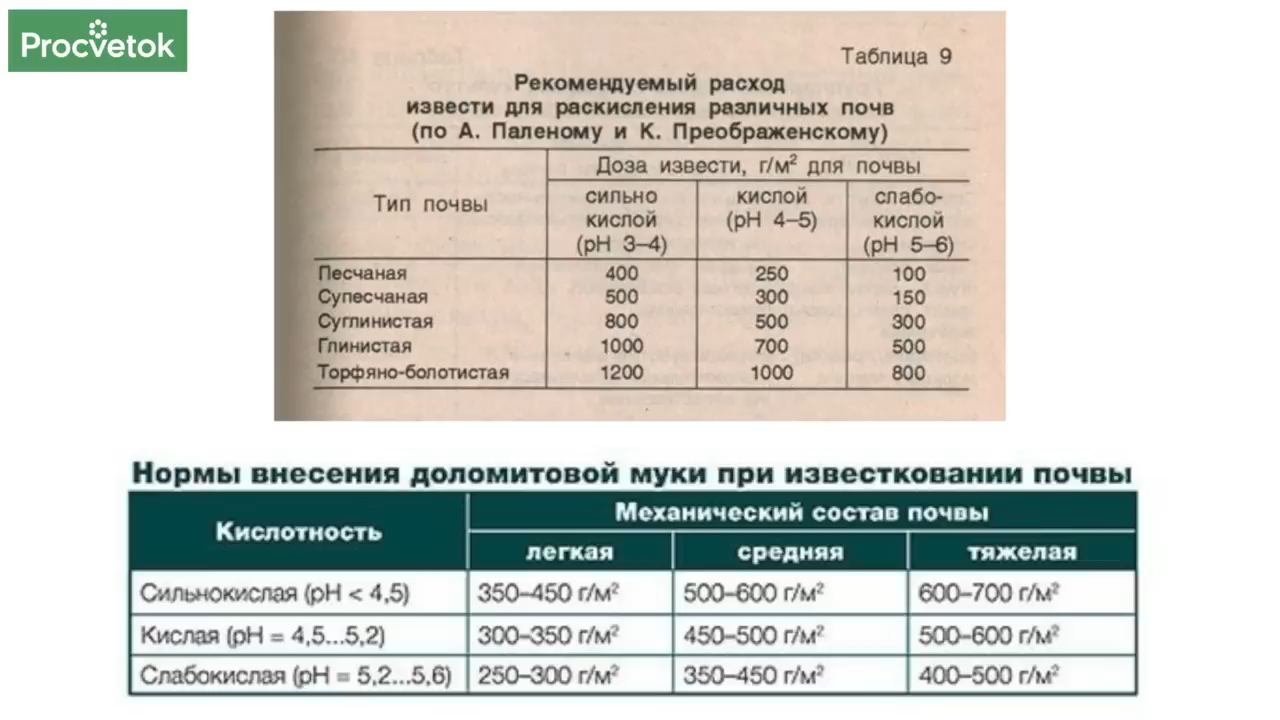 Procvetok
Таблица 9
Рекомендуемый расход
извести для раскисления различных почв
(по А. Паленому и К. Преображенскому)
Тип почвы
Доза извести, г/м² для почвы
сильно кислой (pH 3–4)
кислой (pH 4–5)
слабо-кислой (pH 5–6)
Песчаная 400 250 100
Супесчаная 500 300 150
Суглинистая 800 500 300
Глинистая 1000 700 500
Торфяно-болотистая 1200 1000 800
Нормы внесения доломитовой муки при известковании почвы
Кислотность
Механический состав почвы
легкая средняя тяжелая
Сильнокислая (pH < 4,5) 350–450 г/м² 500–600 г/м² 600–700 г/м²
Кислая (pH = 4,5...5,2) 300–350 г/м² 450–500 г/м² 500–600 г/м²
Слабокислая (pH = 5,2...5,6) 250–300 г/м² 350–450 г/м² 400–500 г/м²